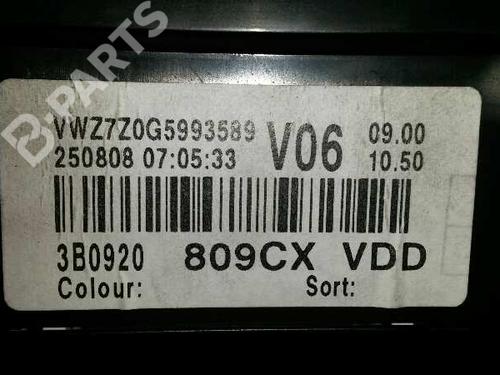 B PARTS
VWZ7Z0G5993589 V06 09.00
250808 07:05:33 10.50
3B0920 809CX VDD
Colour: Sort: